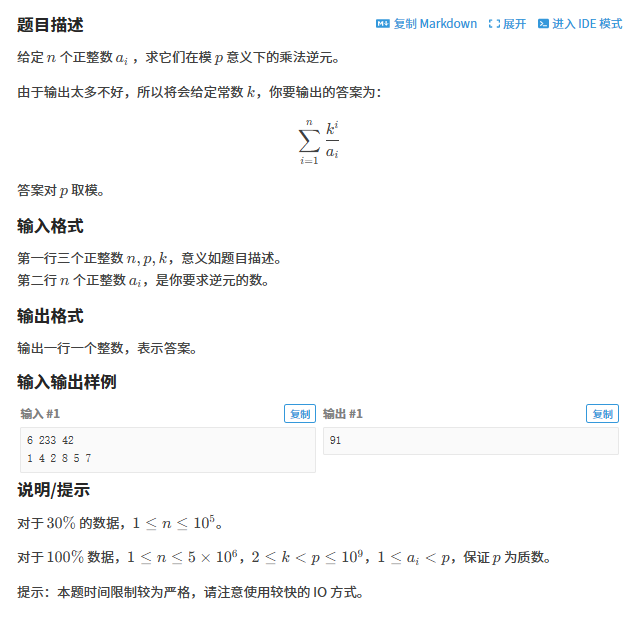 题目描述
复制 Markdown 展开 进入 IDE 模式
给定 n 个正整数 a_i ，求它们在模 p 意义下的乘法逆元。
由于输出太多不好，所以将会给定常数 k，你要输出的答案为：
\sum_{i=1}^{n} \frac{k^i}{a_i}
答案对 p 取模。
输入格式
第一行三个正整数 n, p, k，意义如题目描述。
第二行 n 个正整数 a_i，是你要求逆元的数。
输出格式
输出一行一个整数，表示答案。
输入输出样例
输入 #1 复制
6 233 42
1 4 2 8 5 7
输出 #1 复制
91
说明/提示
对于 30% 的数据，1 ≤ n ≤ 10^5。
对于 100% 数据，1 ≤ n ≤ 5 × 10^6，2 ≤ k < p ≤ 10^9，1 ≤ a_i < p，保证 p 为质数。
提示：本题时间限制较为严格，请注意使用较快的 IO 方式。